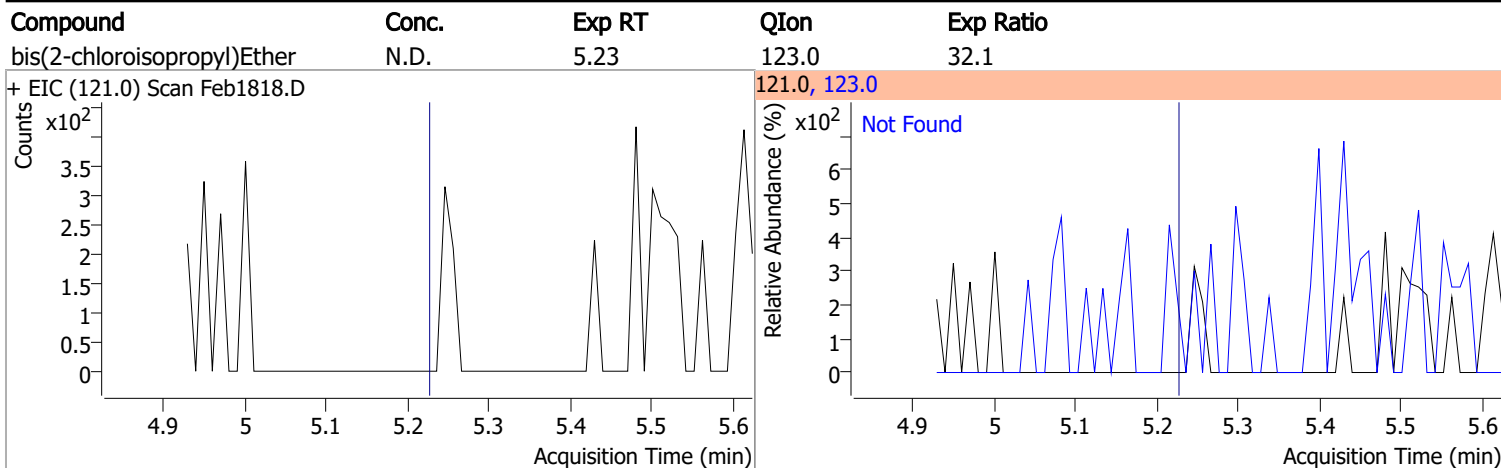 Compound Conc. Exp RT QIon Exp Ratio
bis(2-chloroisopropyl)Ether N.D. 5.23 123.0 32.1
+ EIC (121.0) Scan Feb1818.D
Counts
x10²
3.5
3
2.5
2
1.5
1
0.5
0
4.9 5 5.1 5.2 5.3 5.4 5.5 5.6
Acquisition Time (min)
121.0, 123.0
Relative Abundance (%)
x10²
Not Found
6
5
4
3
2
1
0
4.9 5 5.1 5.2 5.3 5.4 5.5 5.6
Acquisition Time (min)